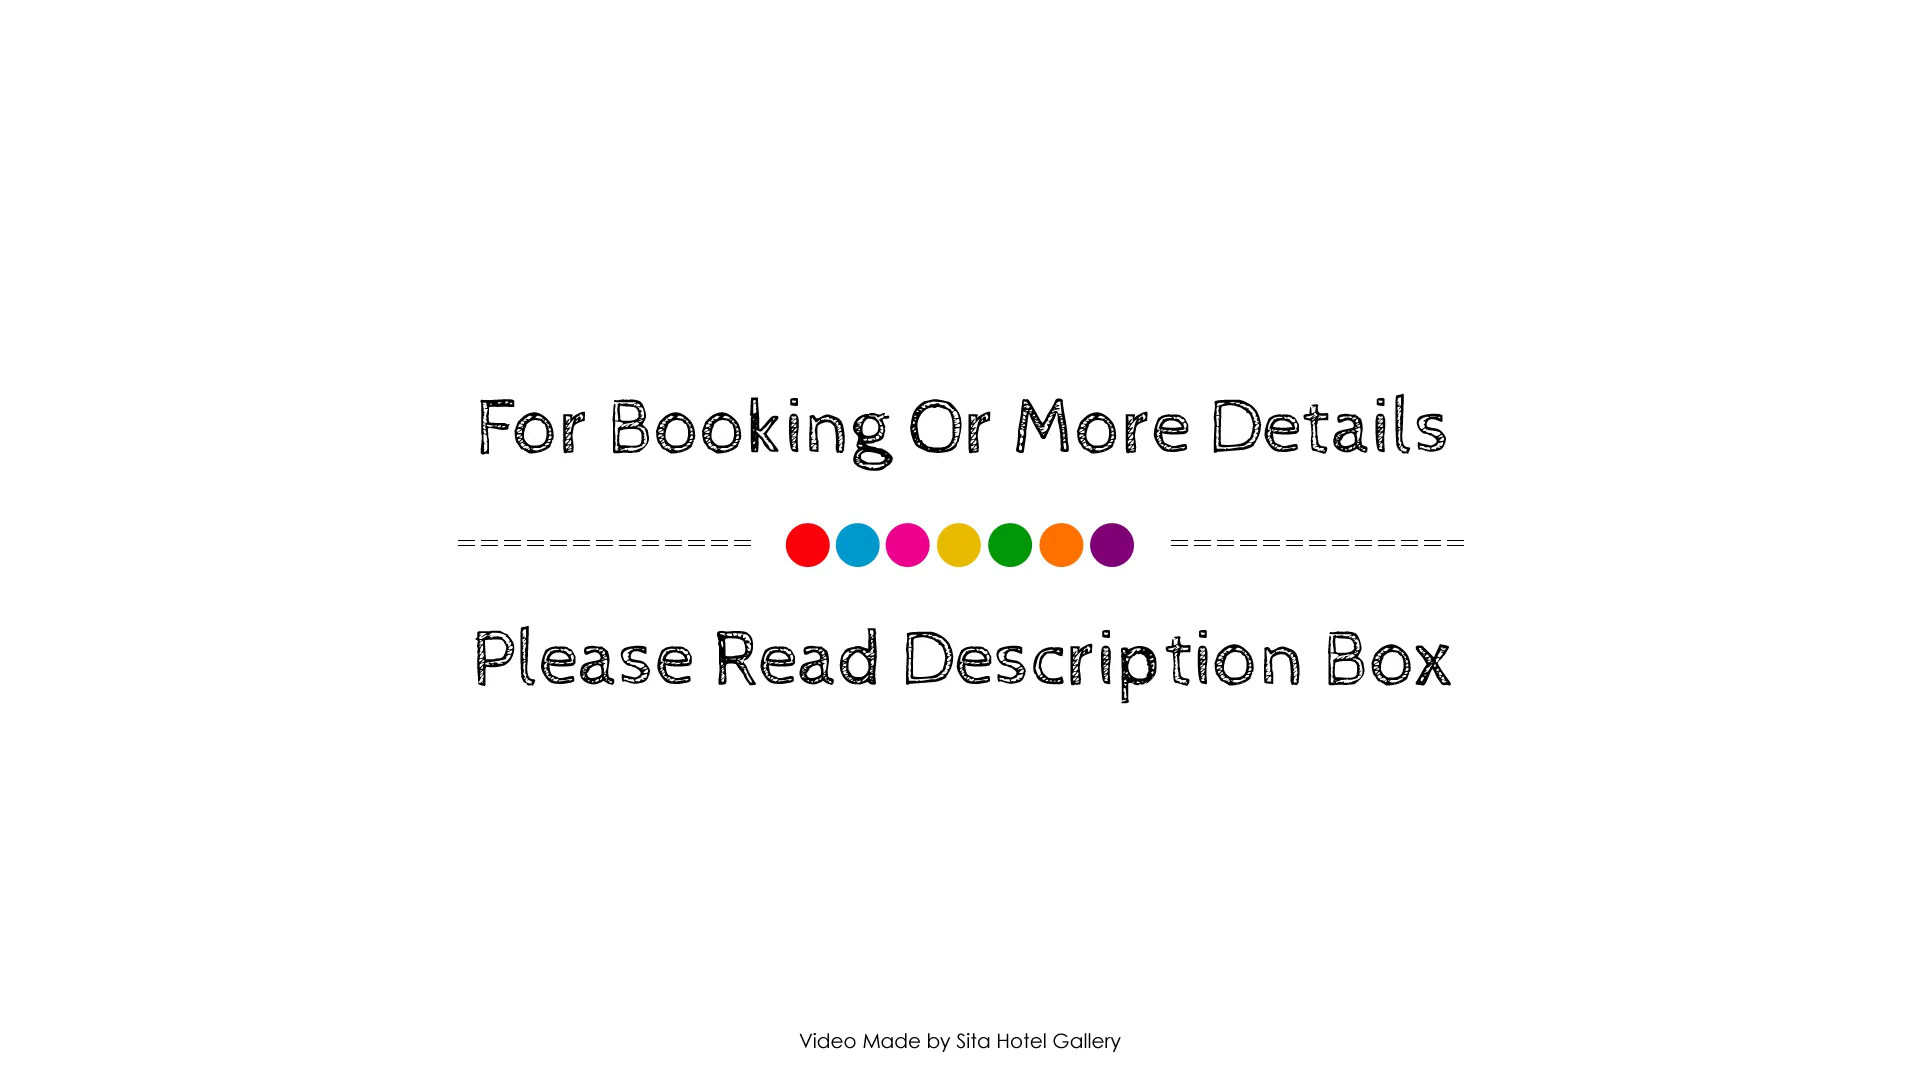 For Booking Or More Details
============= =============
Please Read Description Box
Video Made by Sita Hotel Gallery